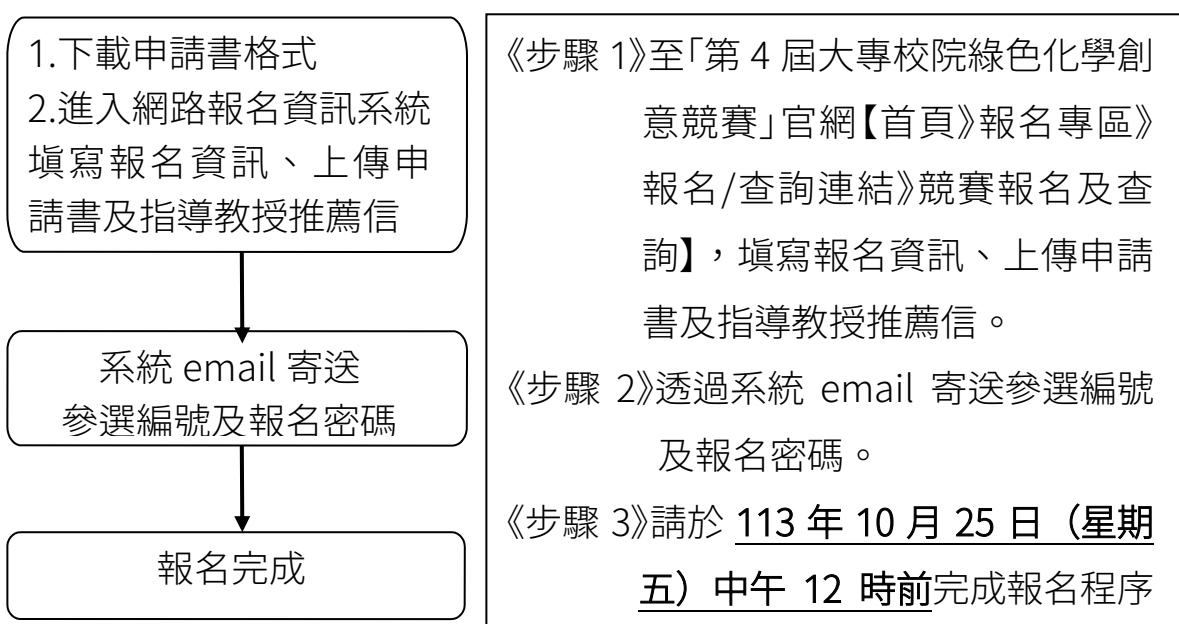 1.下載申請書格式
2.進入網路報名資訊系統
填寫報名資訊、上傳申
請書及指導教授推薦信
系統 email 寄送
參選編號及報名密碼
報名完成
《步驟 1》至「第 4 屆大專校院綠色化學創
意競賽」官網【首頁》報名專區》
報名/查詢連結》競賽報名及查
詢】，填寫報名資訊、上傳申請
書及指導教授推薦信。
《步驟 2》透過系統 email 寄送參選編號
及報名密碼。
《步驟 3》請於 113 年 10 月 25 日（星期
五）中午 12 時前完成報名程序